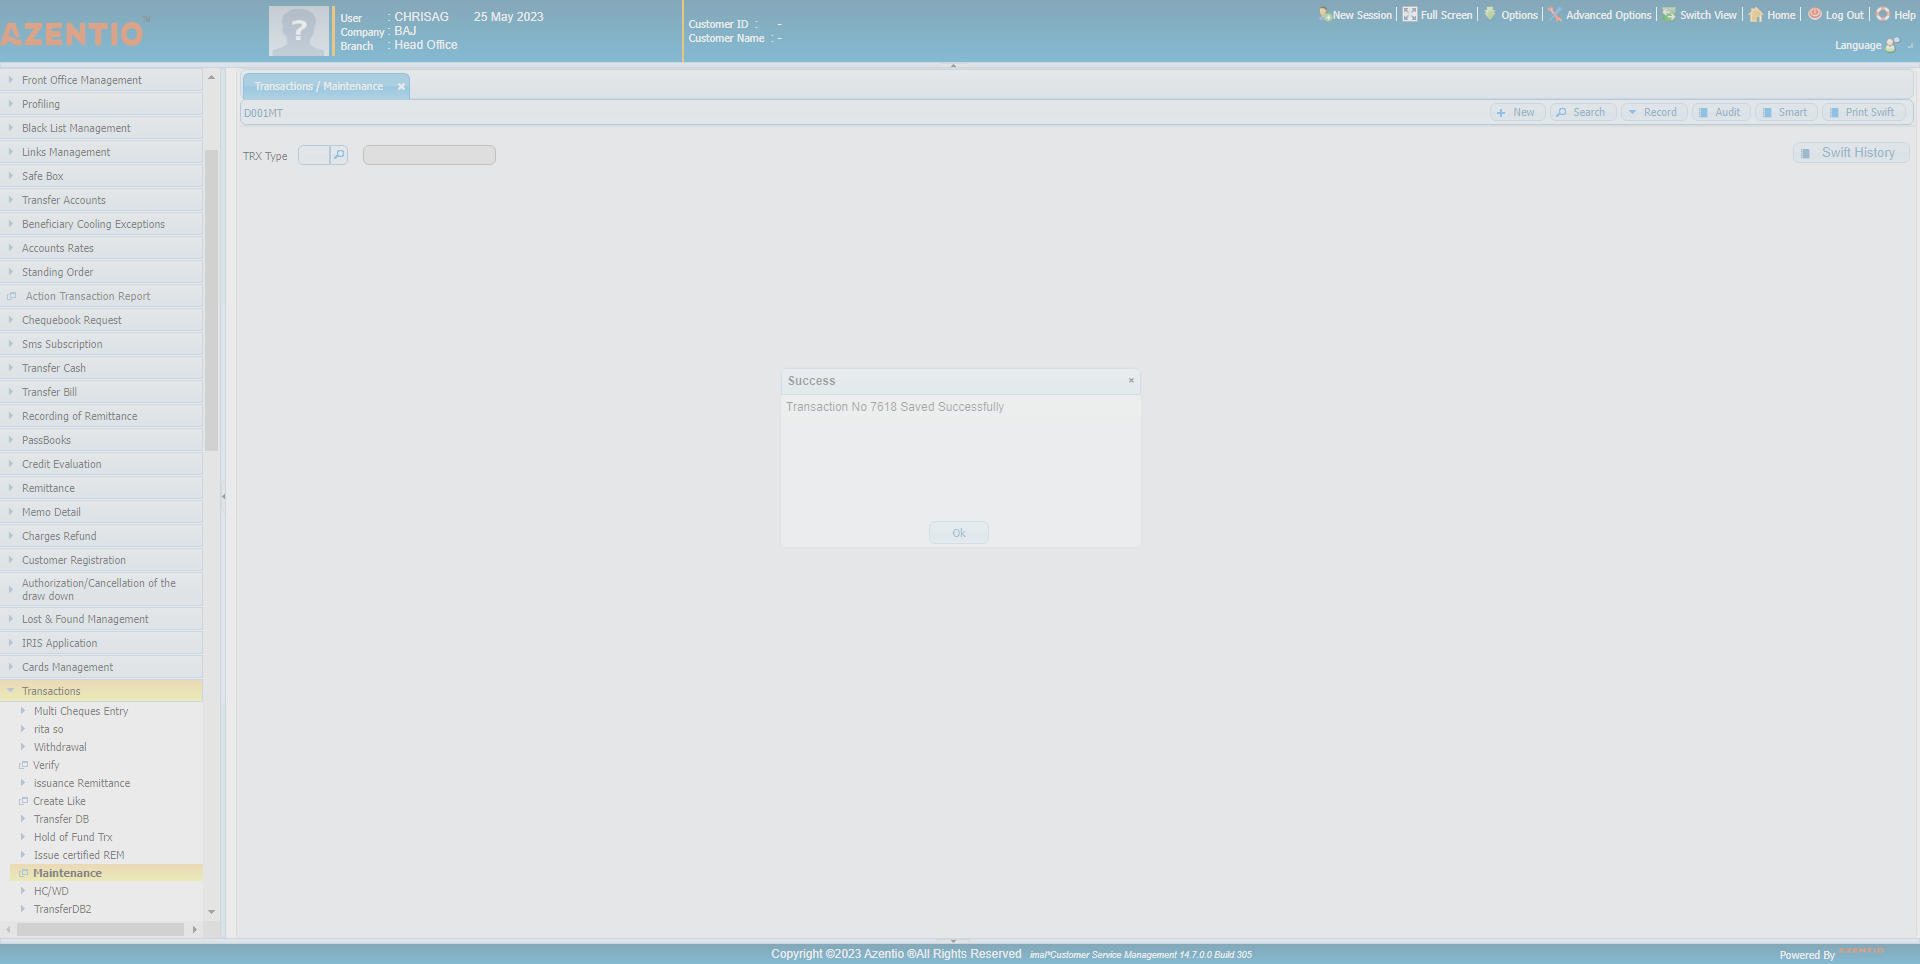 AZENTIO™
User : CHRISAG 25 May 2023
Company : BAJ
Branch : Head Office
Customer ID : -
Customer Name : -
New Session Full Screen Options Advanced Options Switch View Home Log Out Help
Language
Front Office Management
Profiling
Black List Management
Links Management
Safe Box
Transfer Accounts
Beneficiary Cooling Exceptions
Accounts Rates
Standing Order
Action Transaction Report
Chequebook Request
Sms Subscription
Transfer Cash
Transfer Bill
Recording of Remittance
PassBooks
Credit Evaluation
Remittance
Memo Detail
Charges Refund
Customer Registration
Authorization/Cancellation of the
draw down
Lost & Found Management
IRIS Application
Cards Management
Transactions
Multi Cheques Entry
rita so
Withdrawal
Verify
issuance Remittance
Create Like
Transfer DB
Hold of Fund Trx
Issue certified REM
Maintenance
HC/WD
TransferDB2
Transactions / Maintenance
D001MT
New Search Record Audit Smart Print Swift
TRX Type
Swift History
Success
Transaction No 7618 Saved Successfully
Ok
Copyright ©2023 Azentio ®All Rights Reserved imal*Customer Service Management 14.7.0.0 Build 305
Powered By AZENTIO